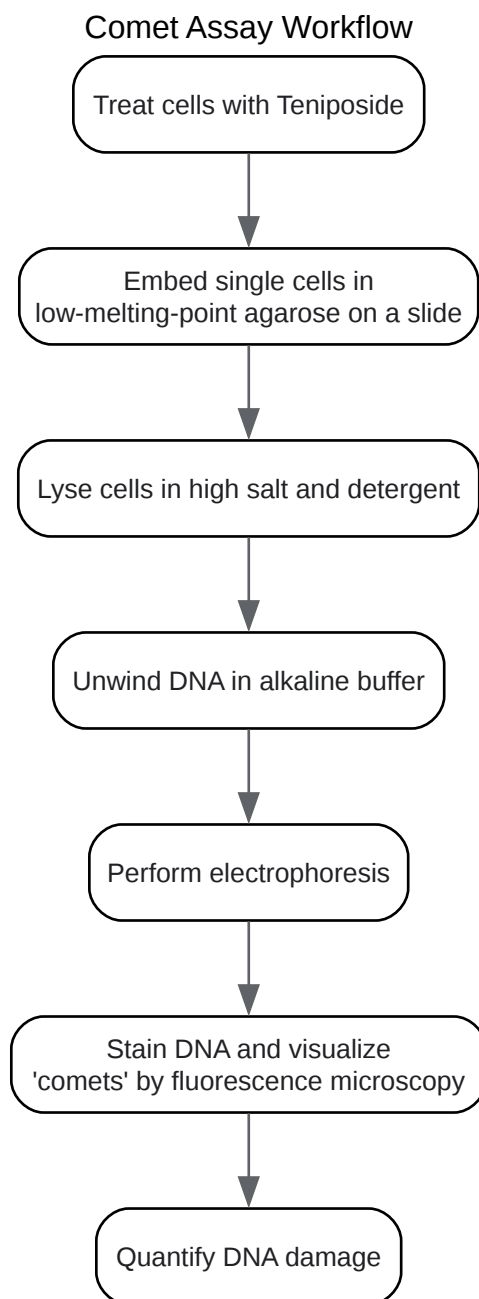 Comet Assay Workflow
Treat cells with Teniposide
Embed single cells in
low-melting-point agarose on a slide
Lyse cells in high salt and detergent
Unwind DNA in alkaline buffer
Perform electrophoresis
Stain DNA and visualize
'comets' by fluorescence microscopy
Quantify DNA damage